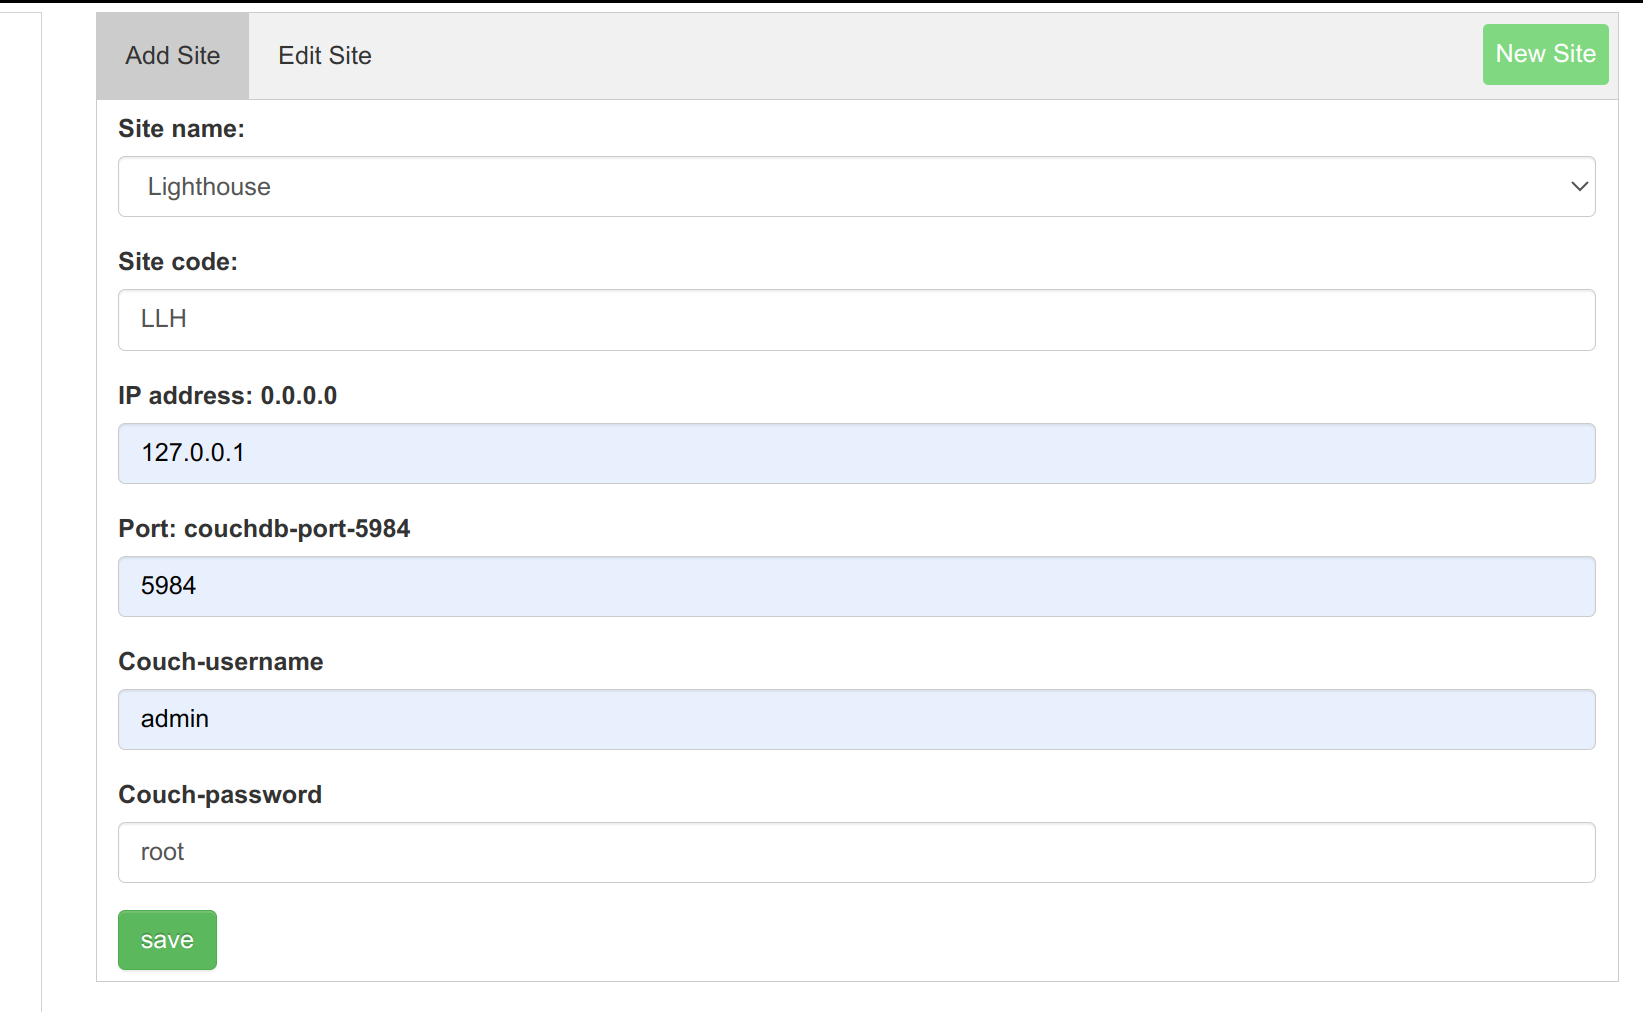 Add Site Edit Site New Site
Site name:
Lighthouse
Site code:
LLH
IP address: 0.0.0.0
127.0.0.1
Port: couchdb-port-5984
5984
Couch-username
admin
Couch-password
root
save